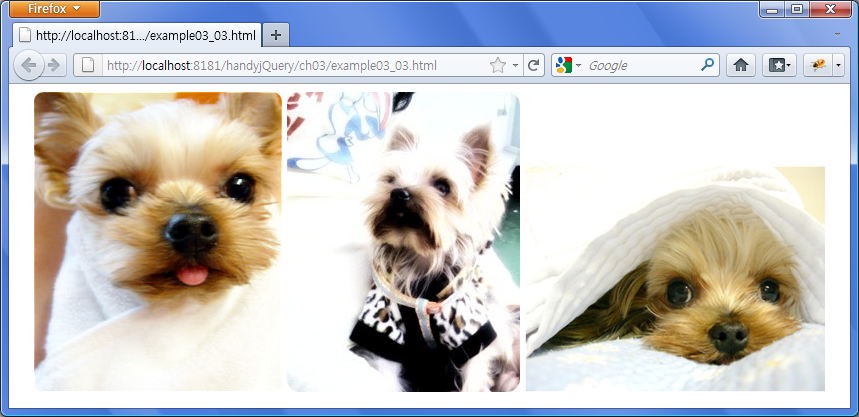 Firefox
http://localhost:81.../example03_03.html
http://localhost:8181/handyjQuery/ch03/example03_03.html
Google